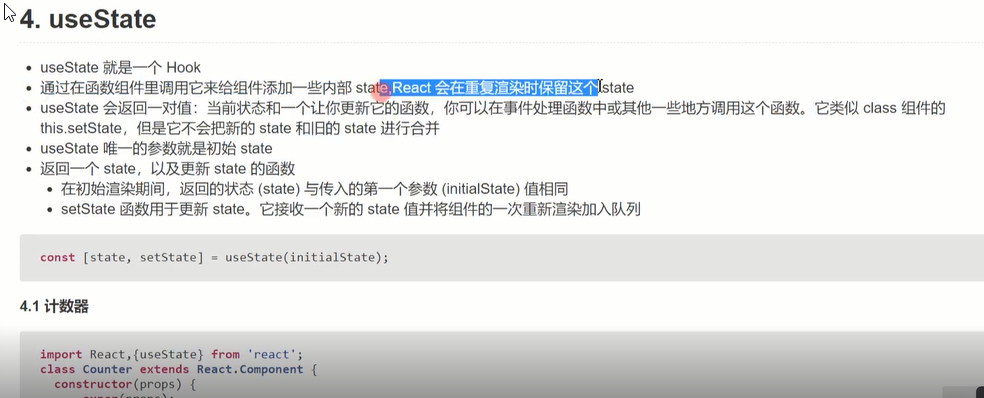 4. useState
useState 就是一个 Hook
通过在函数组件里调用它来给组件添加一些内部 state,React 会在重复渲染时保留这个 state
useState 会返回一对值：当前状态和一个让你更新它的函数，你可以在事件处理函数中或其他一些地方调用这个函数。它类似 class 组件的
this.setState，但是它不会把新的 state 和旧的 state 进行合并
useState 唯一的参数就是初始 state
返回一个 state，以及更新 state 的函数
在初始渲染期间，返回的状态 (state) 与传入的第一个参数 (initialState) 值相同
setState 函数用于更新 state。它接收一个新的 state 值并将组件的一次重新渲染加入队列
const [state, setState] = useState(initialState);
4.1 计数器
import React,{useState} from 'react';
class Counter extends React.Component {
constructor(props) {
super(props);